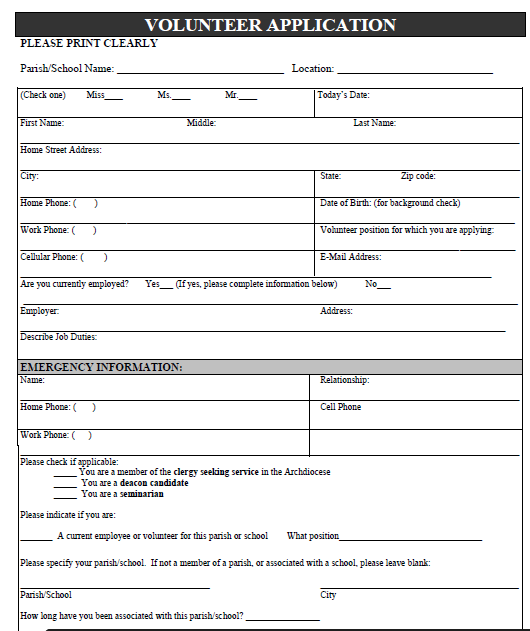 VOLUNTEER APPLICATION
PLEASE PRINT CLEARLY
Parish/School Name: ____________________ Location: ____________________
(Check one) Miss____ Ms.____ Mr.____ Today's Date:
First Name: Middle: Last Name:
Home Street Address:
City: State: Zip code:
Home Phone: ( ) Date of Birth: (for background check)
Work Phone: ( ) Volunteer position for which you are applying:
Cellular Phone: ( ) E-Mail Address:
Are you currently employed? Yes___ (If yes, please complete information below) No___
Employer: Address:
Describe Job Duties:
EMERGENCY INFORMATION:
Name: Relationship:
Home Phone: ( ) Cell Phone
Work Phone: ( )
Please check if applicable:
_____ You are a member of the clergy seeking service in the Archdiocese
_____ You are a deacon candidate
_____ You are a seminarian
Please indicate if you are:
_______ A current employee or volunteer for this parish or school What position____________________
Please specify your parish/school. If not a member of a parish, or associated with a school, please leave blank:
Parish/School City
How long have you been associated with this parish/school? ________________